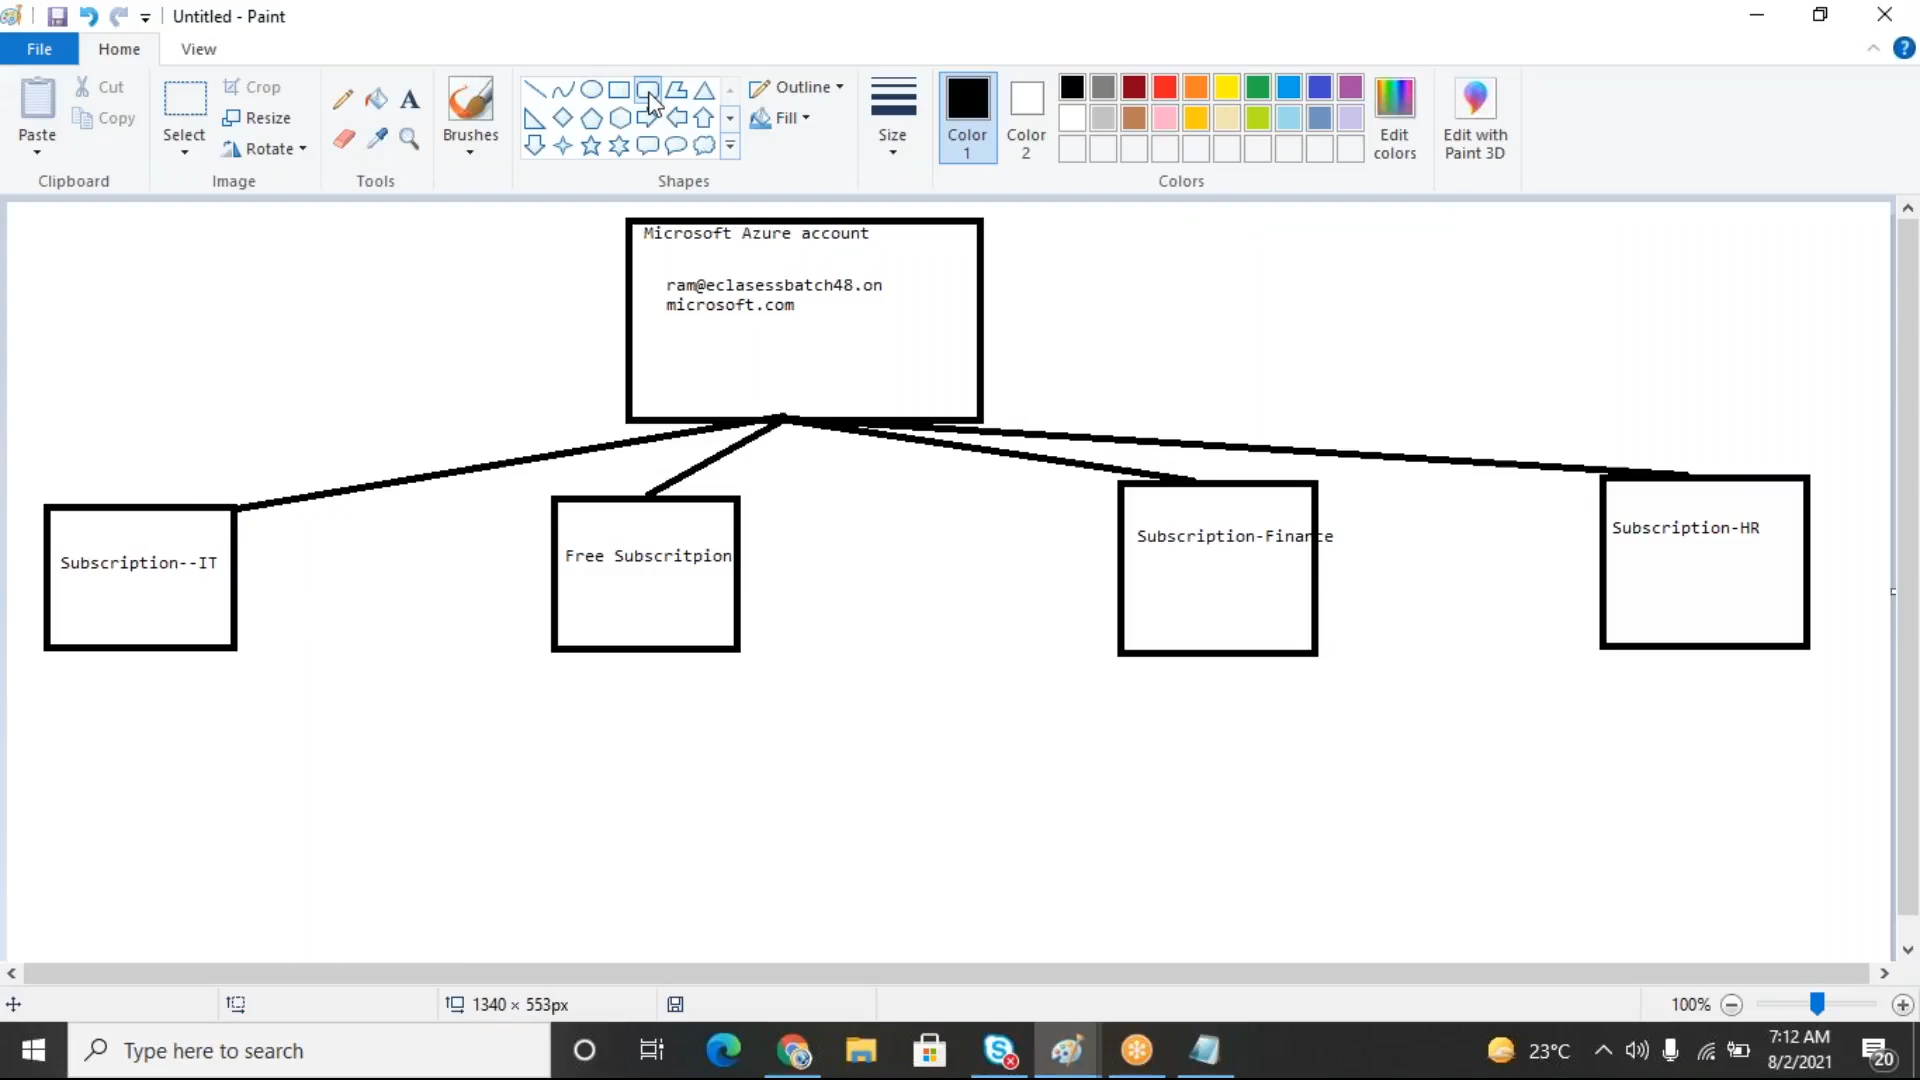 Untitled - Paint
File Home View
Paste Cut Copy Clipboard
Select Crop Resize Rotate Image
Tools
Brushes
Shapes
Outline
Fill
Size
Color 1
Color 2
Edit colors
Colors
Edit with Paint 3D
Microsoft Azure account
ram@eclasessbatch48.on
microsoft.com
Subscription--IT
Free Subscritpion
Subscription-Finance
Subscription-HR
1340 × 553px
100%
Type here to search
23°C
7:12 AM
8/2/2021
20